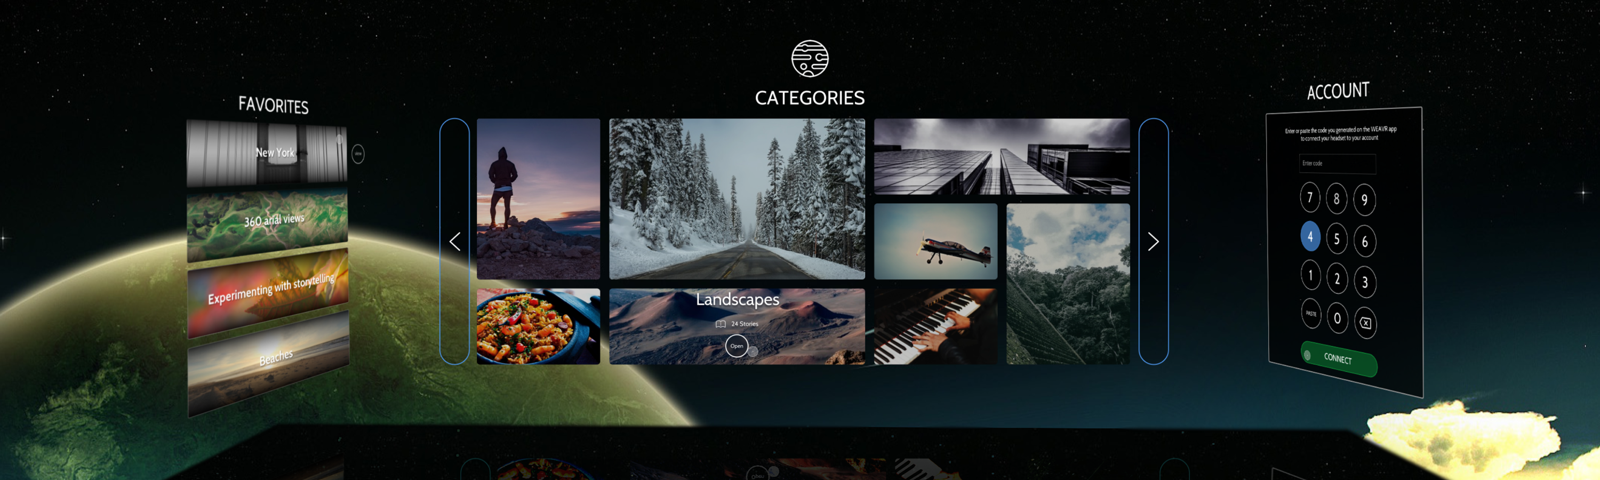 FAVORITES
New York
360 arial views
Experimenting with storytelling
Beaches
CATEGORIES
Landscapes
24 Stories
Open
ACCOUNT
Enter or paste the code you generated on the WEAVR app
to connect your headset to your account
Enter code
7 8 9
4 5 6
1 2 3
PASTE 0
CONNECT